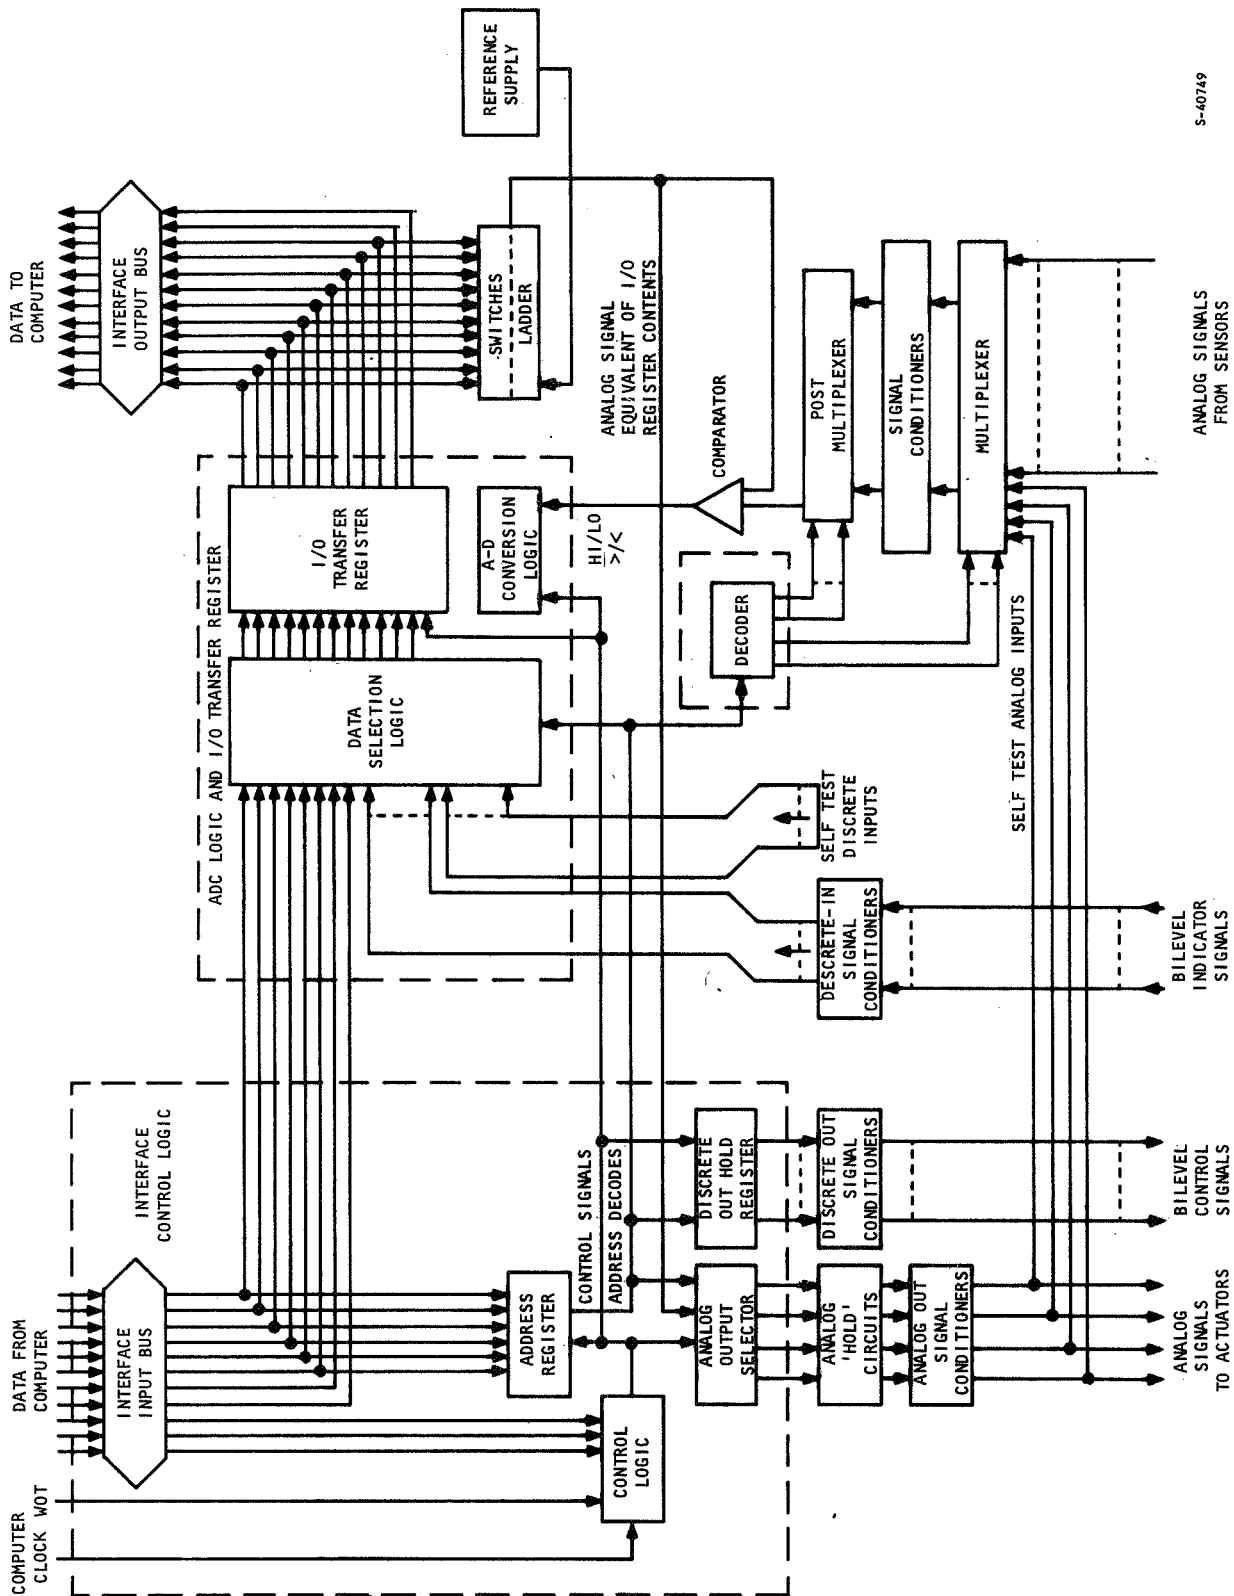 COMPUTER
CLOCK
WOT
DATA FROM
COMPUTER
INTERFACE
INPUT BUS
INTERFACE
CONTROL LOGIC
CONTROL
LOGIC
ADDRESS
REGISTER
CONTROL SIGNALS
ADDRESS DECODES
ANALOG
OUTPUT
SELECTOR
DISCRETE
OUT HOLD
REGISTER
ANALOG
'HOLD'
CIRCUITS
DISCRETE OUT
SIGNAL
CONDITIONERS
ANALOG OUT
SIGNAL
CONDITIONERS
ANALOG
SIGNALS
TO ACTUATORS
BILEVEL
CONTROL
SIGNALS
BILEVEL
INDICATOR
SIGNALS
DESCRETE-IN
SIGNAL
CONDITIONERS
SELF TEST
DISCRETE
INPUTS
SELF TEST ANALOG INPUTS
ADC LOGIC AND I/O TRANSFER REGISTER
DATA
SELECTION
LOGIC
I/O
TRANSFER
REGISTER
A-D
CONVERSION
LOGIC
HI/LO
>/<
DECODER
COMPARATOR
POST
MULTIPLEXER
SIGNAL
CONDITIONERS
MULTIPLEXER
ANALOG SIGNALS
FROM SENSORS
ANALOG SIGNAL
EQUIVALENT OF I/O
REGISTER CONTENTS
SWITCHES
LADDER
INTERFACE
OUTPUT BUS
DATA TO
COMPUTER
REFERENCE
SUPPLY
S-40749